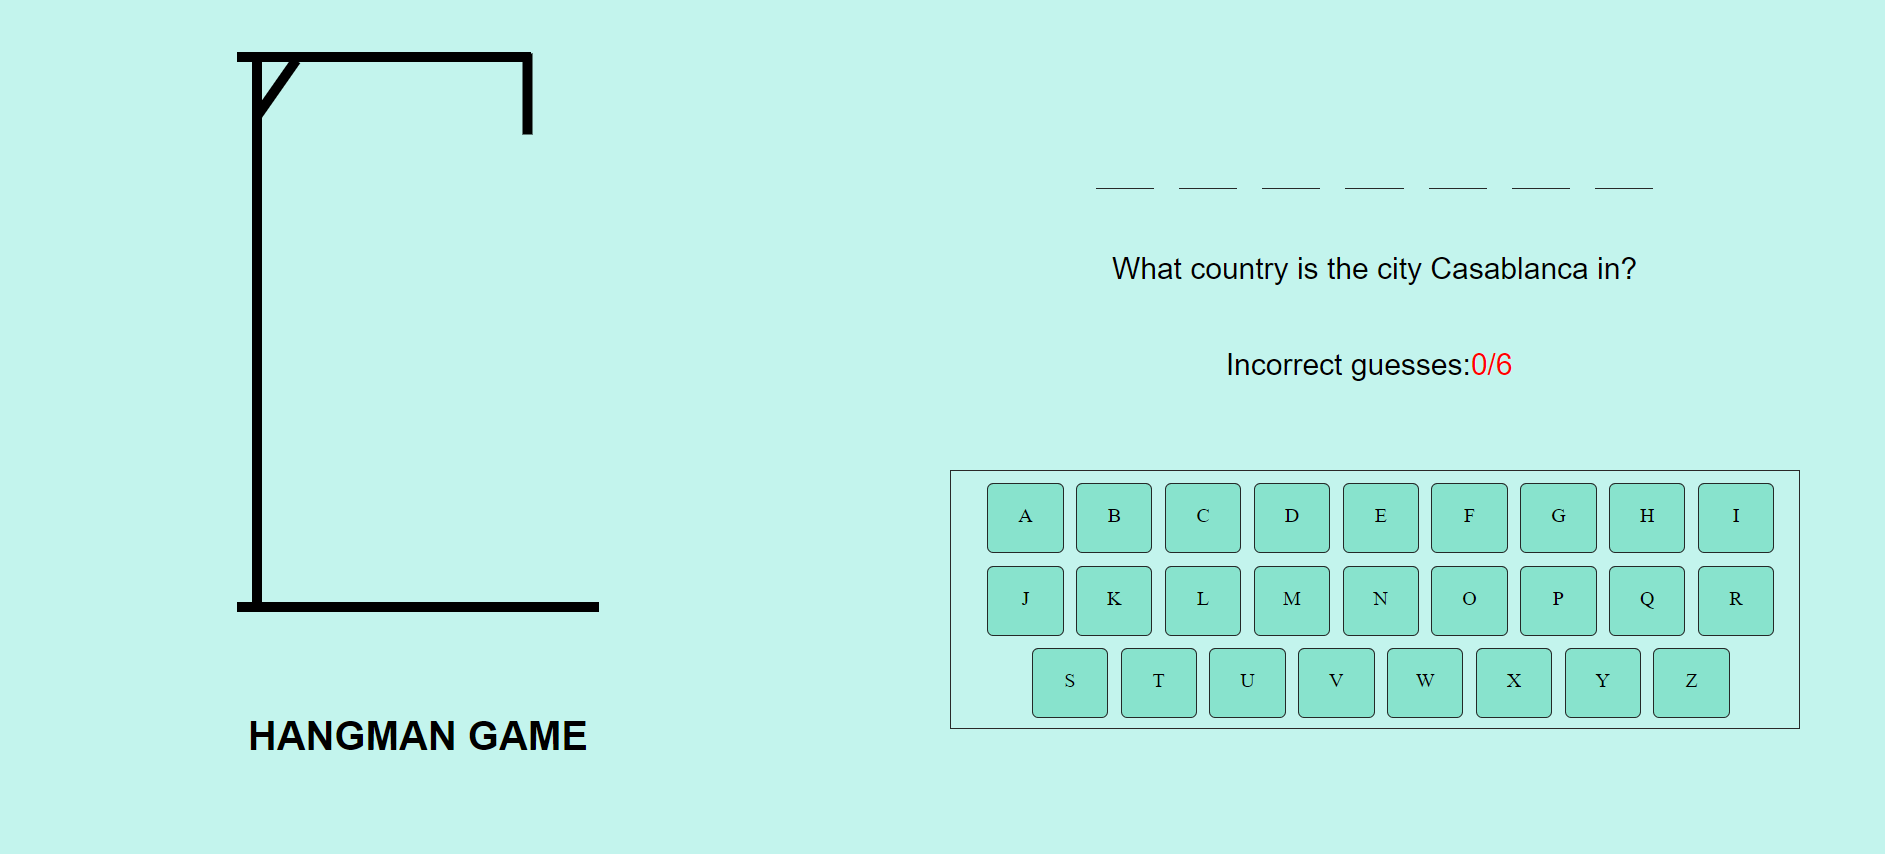 What country is the city Casablanca in?
Incorrect guesses:0/6
A B C D E F G H I
J K L M N O P Q R
S T U V W X Y Z
HANGMAN GAME